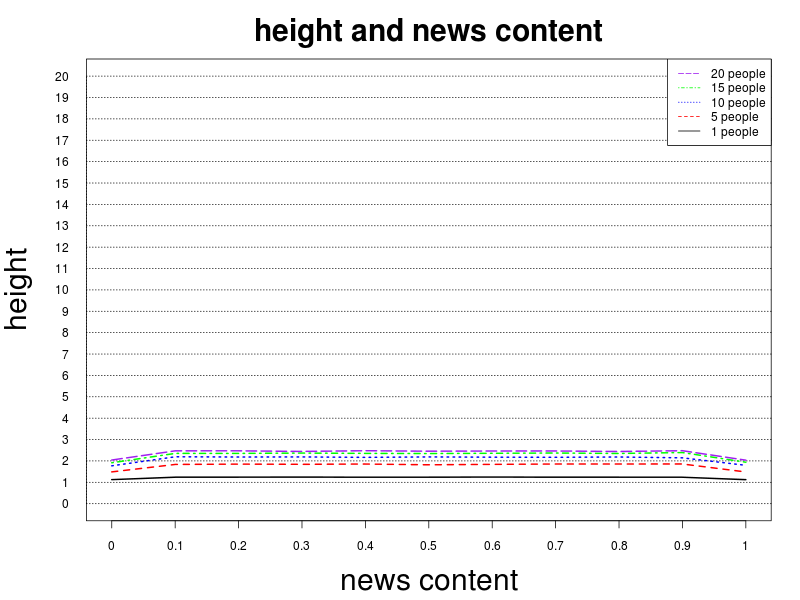 height and news content
height
20
19
18
17
16
15
14
13
12
11
10
9
8
7
6
5
4
3
2
1
0
20 people
15 people
10 people
5 people
1 people
0 0.1 0.2 0.3 0.4 0.5 0.6 0.7 0.8 0.9 1
news content